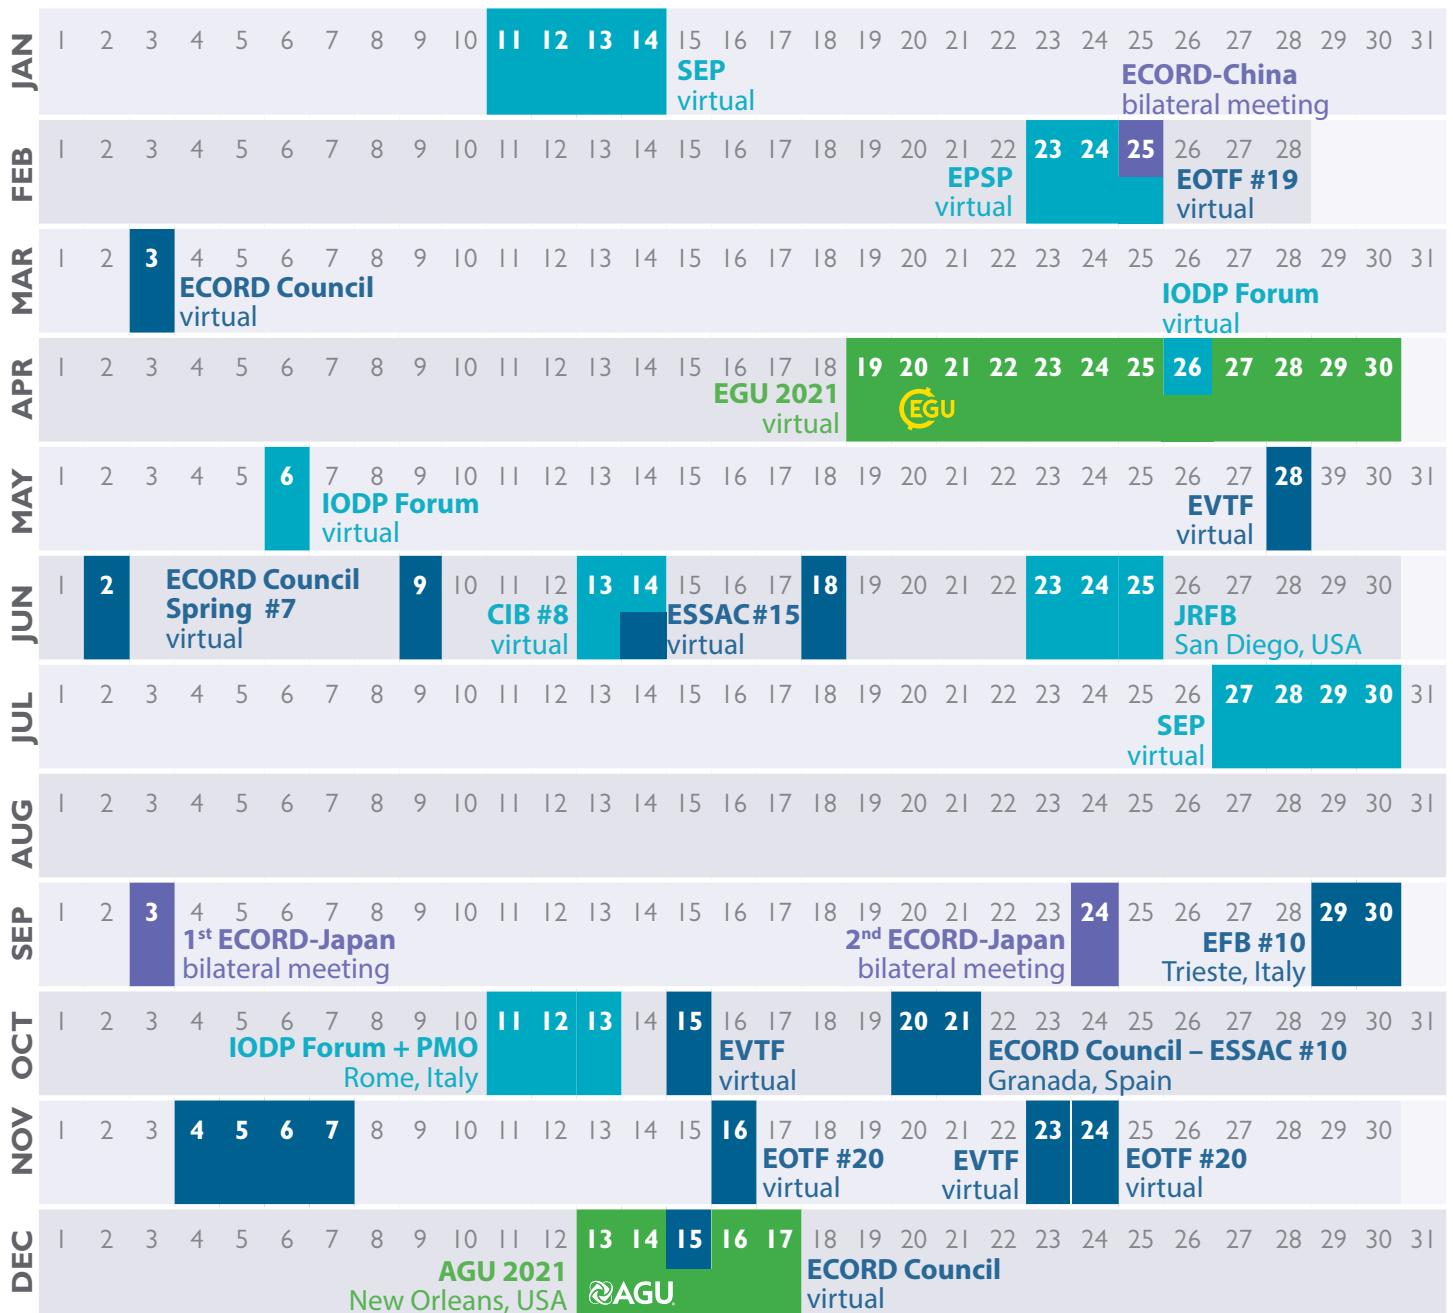 JAN
1 2 3 4 5 6 7 8 9 10 11 12 13 14 15 16 17 18 19 20 21 22 23 24 25 26 27 28 29 30 31
SEP
virtual
ECORD-China
bilateral meeting
FEB
1 2 3 4 5 6 7 8 9 10 11 12 13 14 15 16 17 18 19 20 21 22 23 24 25 26 27 28
EPSP
virtual
EOTF #19
virtual
MAR
1 2 3 4 5 6 7 8 9 10 11 12 13 14 15 16 17 18 19 20 21 22 23 24 25 26 27 28 29 30 31
ECORD Council
virtual
IODP Forum
virtual
APR
1 2 3 4 5 6 7 8 9 10 11 12 13 14 15 16 17 18 19 20 21 22 23 24 25 26 27 28 29 30
EGU 2021
virtual
EGU
MAY
1 2 3 4 5 6 7 8 9 10 11 12 13 14 15 16 17 18 19 20 21 22 23 24 25 26 27 28 39 30 31
IODP Forum
virtual
EVTF
virtual
JUN
1 2 9 10 11 12 13 14 15 16 17 18 19 20 21 22 23 24 25 26 27 28 29 30
ECORD Council
Spring #7
virtual
CIB #8
virtual
ESSAC #15
virtual
JRFB
San Diego, USA
JUL
1 2 3 4 5 6 7 8 9 10 11 12 13 14 15 16 17 18 19 20 21 22 23 24 25 26 27 28 29 30 31
SEP
virtual
AUG
1 2 3 4 5 6 7 8 9 10 11 12 13 14 15 16 17 18 19 20 21 22 23 24 25 26 27 28 29 30 31
SEP
1 2 3 4 5 6 7 8 9 10 11 12 13 14 15 16 17 18 19 20 21 22 23 24 25 26 27 28 29 30
1st ECORD-Japan
bilateral meeting
2nd ECORD-Japan
bilateral meeting
EFB #10
Trieste, Italy
OCT
1 2 3 4 5 6 7 8 9 10 11 12 13 14 15 16 17 18 19 20 21 22 23 24 25 26 27 28 29 30 31
IODP Forum + PMO
Rome, Italy
EVTF
virtual
ECORD Council – ESSAC #10
Granada, Spain
NOV
1 2 3 4 5 6 7 8 9 10 11 12 13 14 15 16 17 18 19 20 21 22 23 24 25 26 27 28 29 30
EOTF #20
virtual
EVTF
virtual
EOTF #20
virtual
DEC
1 2 3 4 5 6 7 8 9 10 11 12 13 14 15 16 17 18 19 20 21 22 23 24 25 26 27 28 29 30 31
AGU 2021
New Orleans, USA
AGU
ECORD Council
virtual